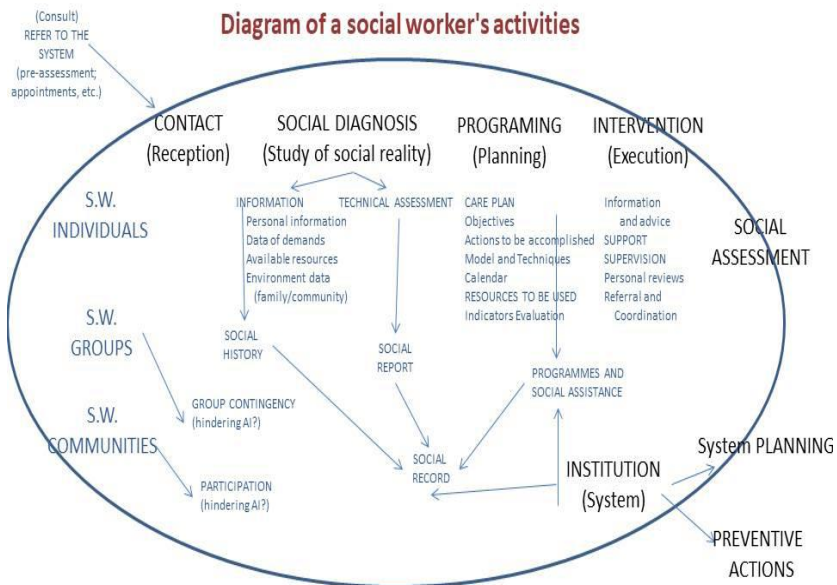 Diagram of a social worker's activities
(Consult)
REFER TO THE
SYSTEM
(pre-assessment;
appointments, etc.)
CONTACT
(Reception)
SOCIAL DIAGNOSIS
(Study of social reality)
PROGRAMING
(Planning)
INTERVENTION
(Execution)
S.W.
INDIVIDUALS
INFORMATION
Personal information
Data of demands
Available resources
Environment data
(family/community)
TECHNICAL ASSESSMENT
CARE PLAN
Objectives
Actions to be accomplished
Model and Techniques
Calendar
RESOURCES TO BE USED
Indicators Evaluation
Information
and advice
SUPPORT
SUPERVISION
Personal reviews
Referral and
Coordination
SOCIAL
ASSESSMENT
S.W.
GROUPS
SOCIAL
HISTORY
SOCIAL
REPORT
PROGRAMMES AND
SOCIAL ASSISTANCE
GROUP CONTINGENCY
(hindering AI?)
S.W.
COMMUNITIES
SOCIAL
RECORD
INSTITUTION
(System)
System PLANNING
PARTICIPATION
(hindering AI?)
PREVENTIVE
ACTIONS